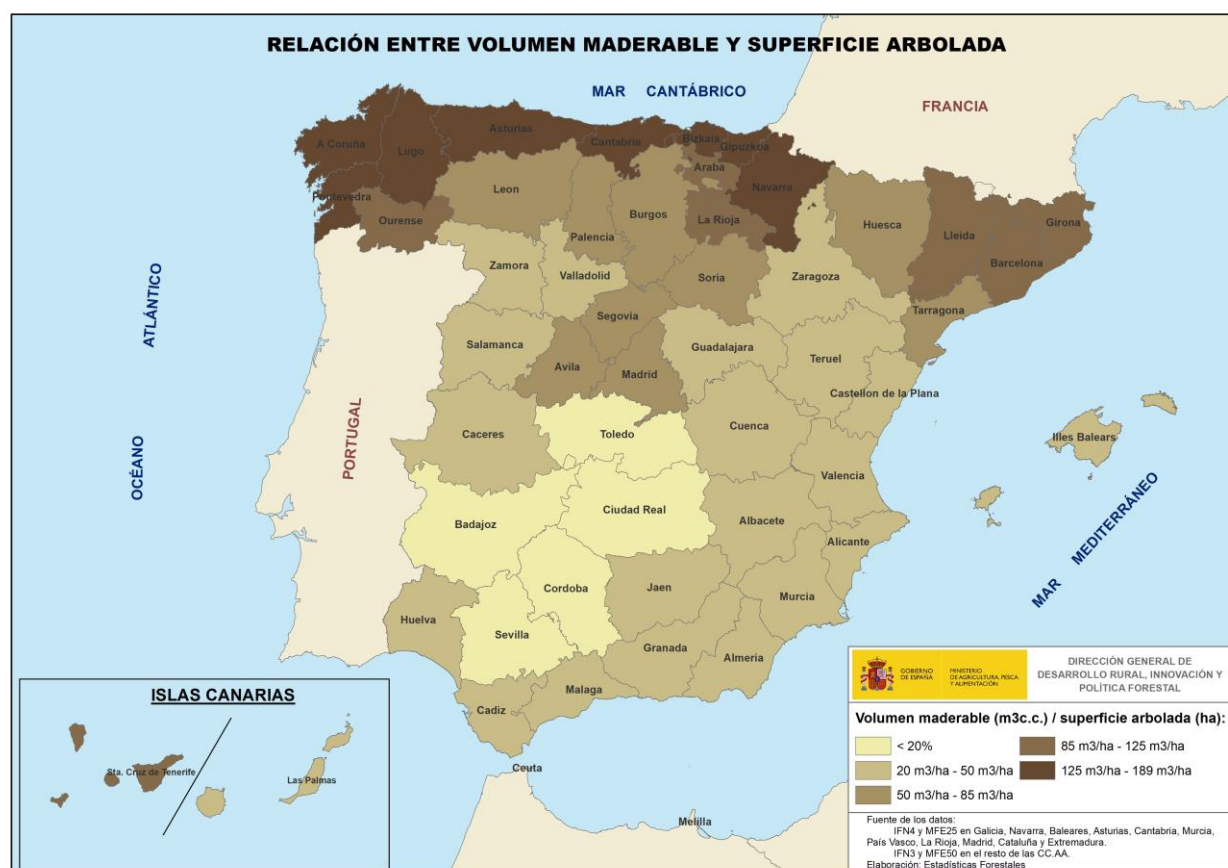 RELACIÓN ENTRE VOLUMEN MADERABLE Y SUPERFICIE ARBOLADA
MAR CANTÁBRICO
FRANCIA
A Coruña
Lugo
Asturias
Cantabria
Bizkaia
Gipuzkoa
Araba
Navarra
Pontevedra
Ourense
Leon
Palencia
Burgos
La Rioja
Huesca
Lleida
Girona
Barcelona
Zamora
Valladolid
Soria
Zaragoza
Tarragona
Segovia
Salamanca
Avila
Madrid
Guadalajara
Teruel
Castellon de la Plana
OCÉANO ATLÁNTICO
PORTUGAL
Caceres
Toledo
Cuenca
Valencia
Illes Balears
MAR MEDITERRÁNEO
Badajoz
Ciudad Real
Albacete
Alicante
Cordoba
Jaen
Murcia
Huelva
Sevilla
Granada
Almeria
Malaga
Cadiz
Ceuta
Melilla
ISLAS CANARIAS
Sta. Cruz de Tenerife
Las Palmas
GOBIERNO
DE ESPAÑA
MINISTERIO
DE AGRICULTURA, PESCA
Y ALIMENTACIÓN
DIRECCIÓN GENERAL DE
DESARROLLO RURAL, INNOVACIÓN Y
POLÍTICA FORESTAL
Volumen maderable (m3c.c.) / superficie arbolada (ha):
< 20%
20 m3/ha - 50 m3/ha
50 m3/ha - 85 m3/ha
85 m3/ha - 125 m3/ha
125 m3/ha - 189 m3/ha
Fuente de los datos:
IFN4 y MFE25 en Galicia, Navarra, Baleares, Asturias, Cantabria, Murcia,
País Vasco, La Rioja, Madrid, Cataluña y Extremadura.
IFN3 y MFE50 en el resto de las CC.AA.
Elaboración: Estadísticas Forestales